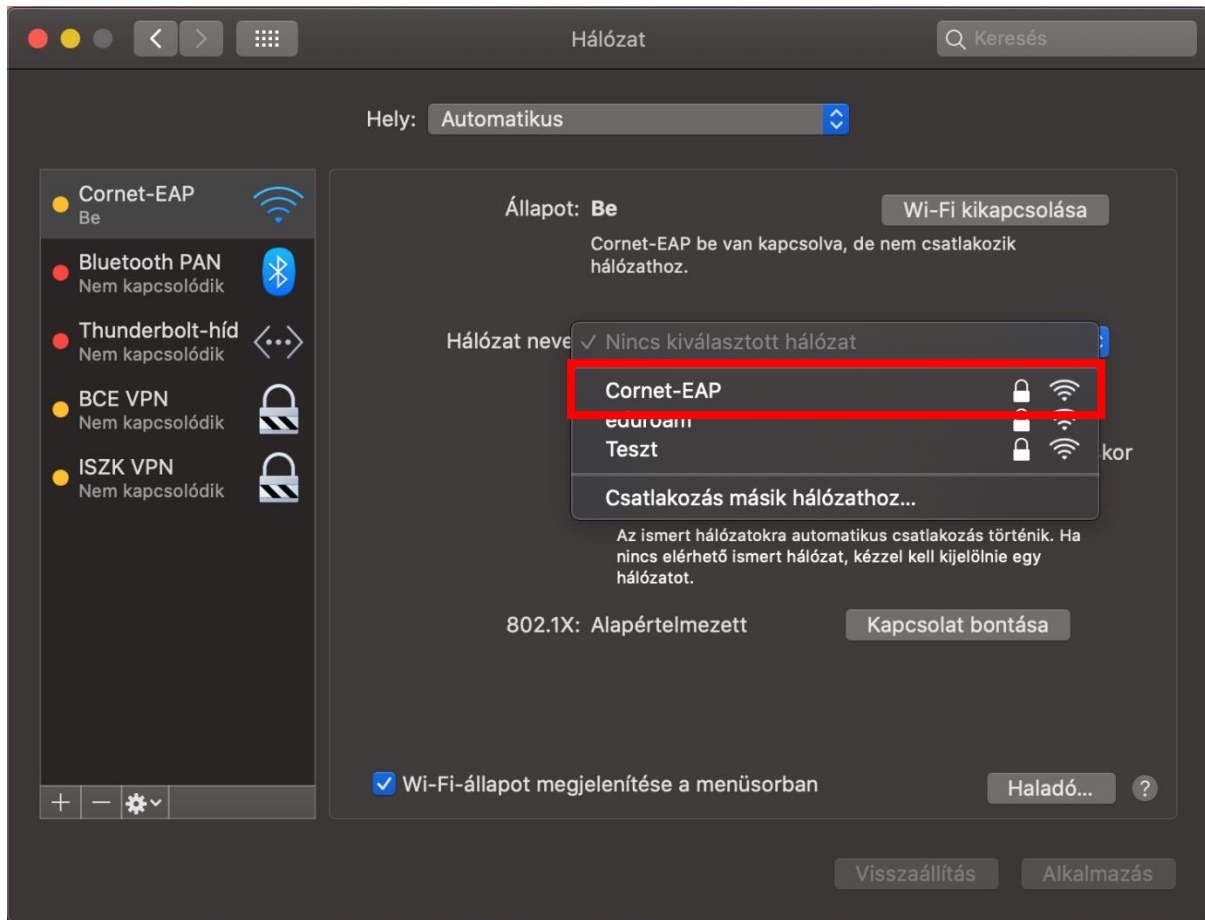 Hálózat
Keresés
Hely: Automatikus
Cornet-EAP
Be
Bluetooth PAN
Nem kapcsolódik
Thunderbolt-híd
Nem kapcsolódik
BCE VPN
Nem kapcsolódik
ISZK VPN
Nem kapcsolódik
Állapot: Be
Wi-Fi kikapcsolása
Cornet-EAP be van kapcsolva, de nem csatlakozik
hálózathoz.
Hálózat neve
✓ Nincs kiválasztott hálózat
Cornet-EAP
eduroam
Teszt
kor
Csatlakozás másik hálózathoz...
Az ismert hálózatokra automatikus csatlakozás történik. Ha
nincs elérhető ismert hálózat, kézzel kell kijelölnie egy
hálózatot.
802.1X: Alapértelmezett
Kapcsolat bontása
Wi-Fi-állapot megjelenítése a menüsorban
Haladó...
?
Visszaállítás
Alkalmazás